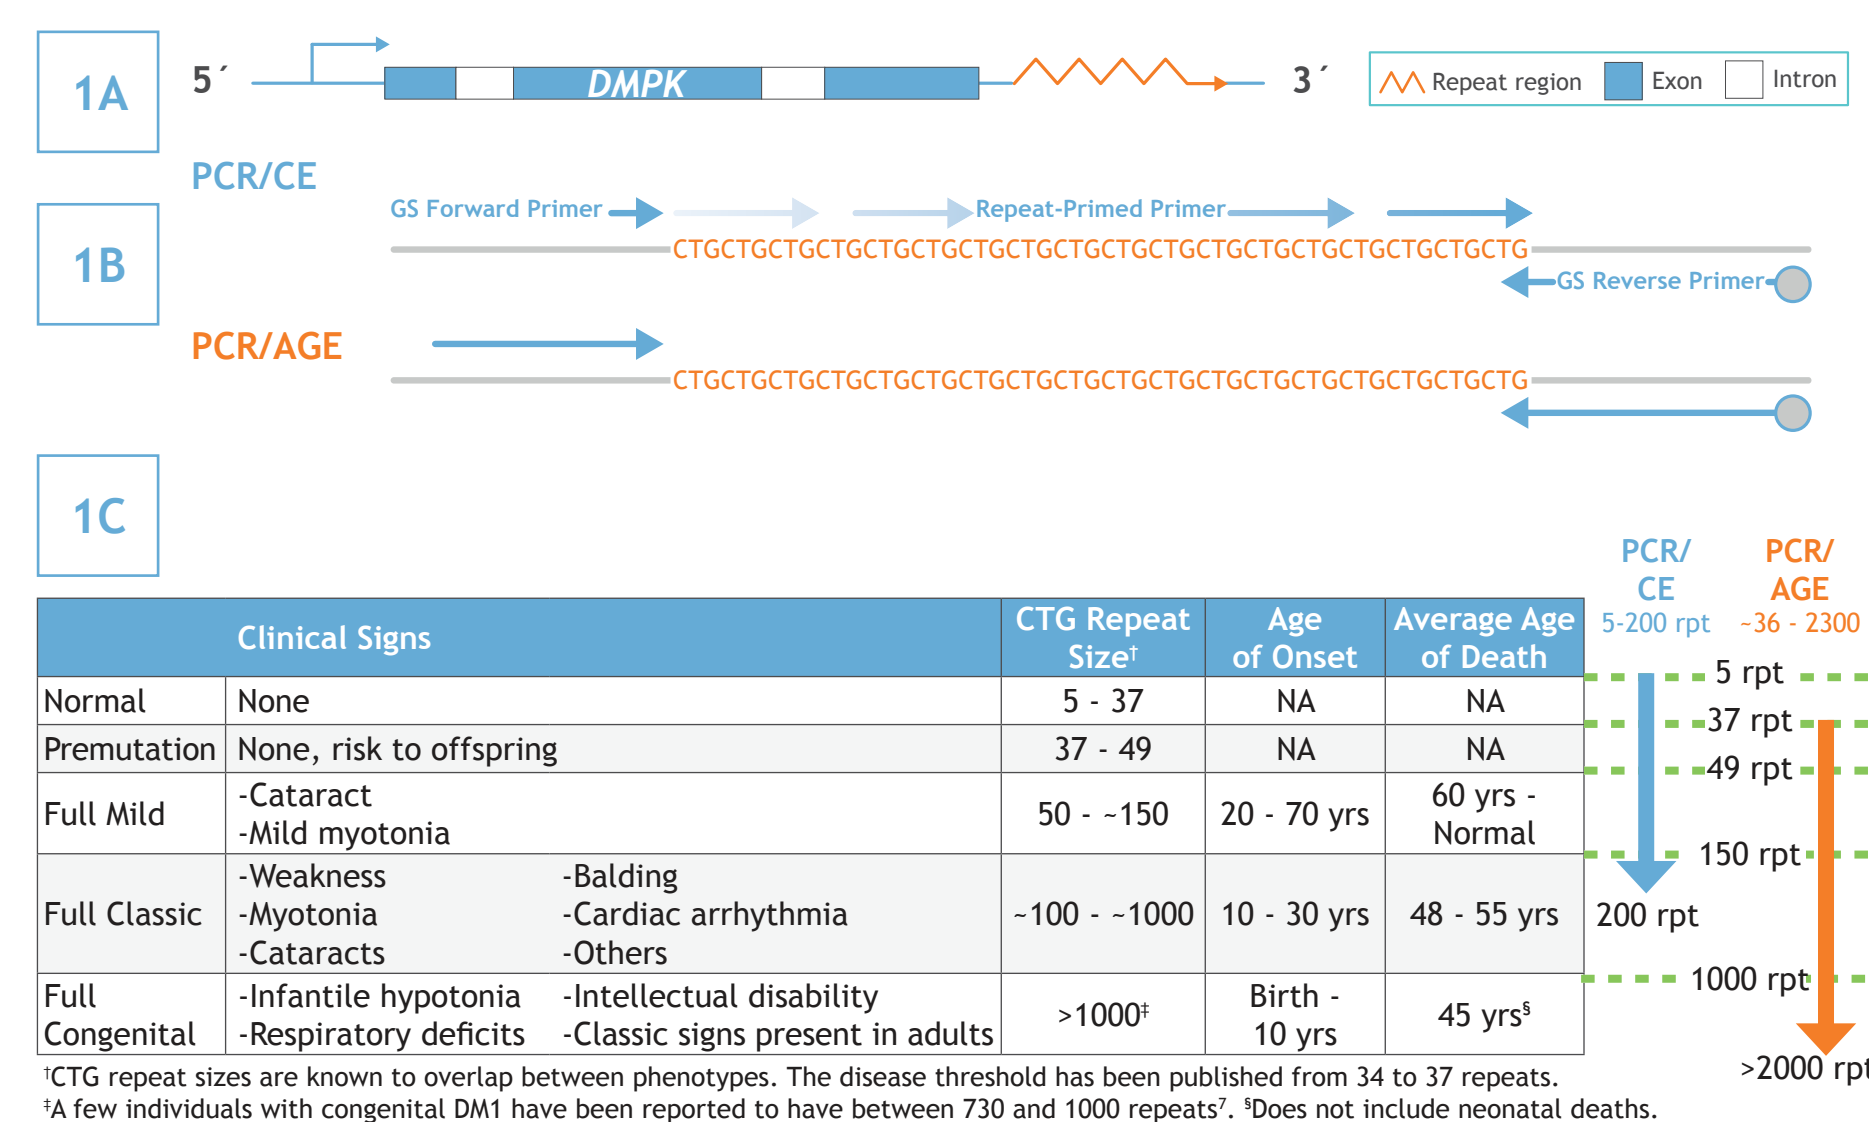 1A
5´
DMPK
3´
Repeat region
Exon
Intron
PCR/CE
1B
GS Forward Primer
Repeat-Primed Primer
CTGCTGCTGCTGCTGCTGCTGCTGCTGCTGCTGCTGCTGCTGCTGCTGCTGCTG
GS Reverse Primer
PCR/AGE
CTGCTGCTGCTGCTGCTGCTGCTGCTGCTGCTGCTGCTGCTGCTGCTGCTGCTG
1C
PCR/
CE
5-200 rpt
PCR/
AGE
~36 - 2300
Clinical Signs
CTG Repeat
Size†
Age
of Onset
Average Age
of Death
Normal None 5 - 37 NA NA
Premutation None, risk to offspring 37 - 49 NA NA
Full Mild
-Cataract
-Mild myotonia
50 - ~150
20 - 70 yrs
60 yrs -
Normal
Full Classic
-Weakness
-Myotonia
-Cataracts
-Balding
-Cardiac arrhythmia
-Others
~100 - ~1000
10 - 30 yrs
48 - 55 yrs
Full
Congenital
-Infantile hypotonia
-Respiratory deficits
-Intellectual disability
-Classic signs present in adults
>1000‡
Birth -
10 yrs
45 yrs§
5 rpt
37 rpt
49 rpt
150 rpt
200 rpt
1000 rpt
>2000 rpt
†CTG repeat sizes are known to overlap between phenotypes. The disease threshold has been published from 34 to 37 repeats.
‡A few individuals with congenital DM1 have been reported to have between 730 and 1000 repeats⁷. §Does not include neonatal deaths.